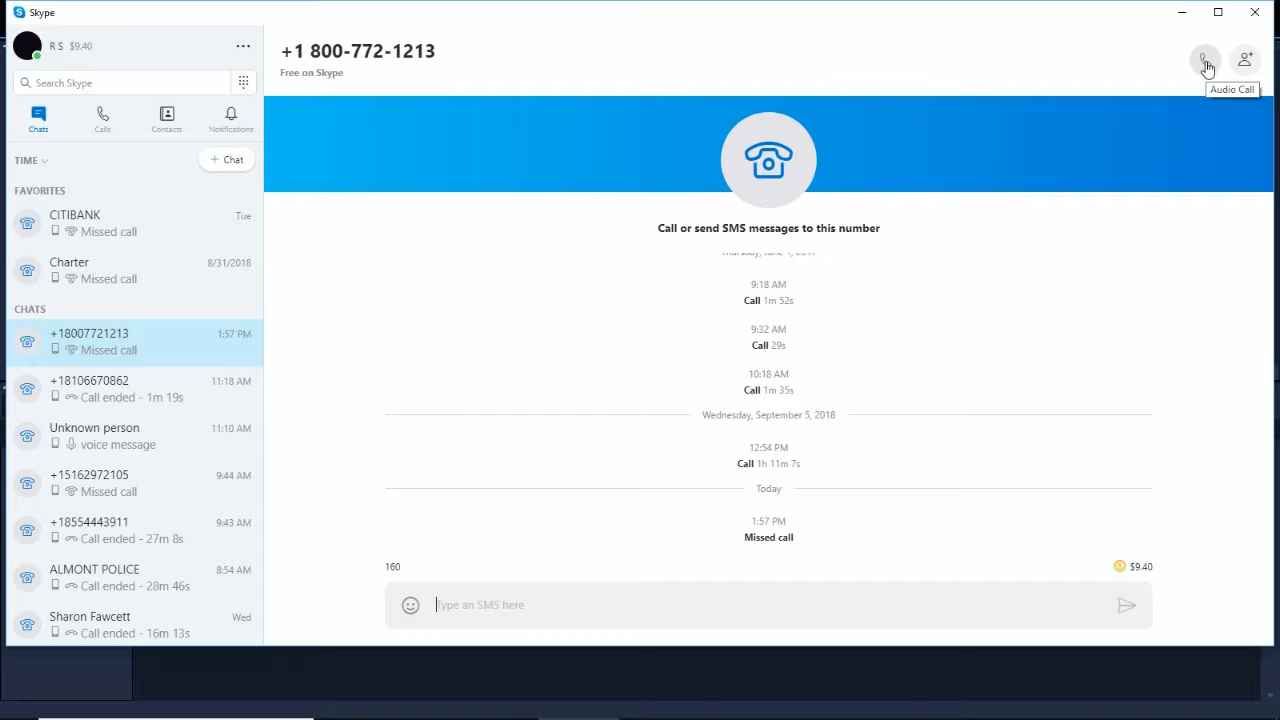 Skype
R S $9.40
Search Skype
Chats
Calls
Contacts
Notifications
TIME
+ Chat
FAVORITES
CITIBANK Tue
Missed call
Charter 8/31/2018
Missed call
CHATS
+18007721213 1:57 PM
Missed call
+18106670862 11:18 AM
Call ended - 1m 19s
Unknown person 11:10 AM
voice message
+15162972105 9:44 AM
Missed call
+18554443911 9:43 AM
Call ended - 27m 8s
ALMONT POLICE 8:54 AM
Call ended - 28m 46s
Sharon Fawcett Wed
Call ended - 16m 13s
+1 800-772-1213
Free on Skype
Audio Call
Call or send SMS messages to this number
Thursday, June
9:18 AM
Call 1m 52s
9:32 AM
Call 29s
10:18 AM
Call 1m 35s
Wednesday, September 5, 2018
12:54 PM
Call 1h 11m 7s
Today
1:57 PM
Missed call
160 $9.40
Type an SMS here